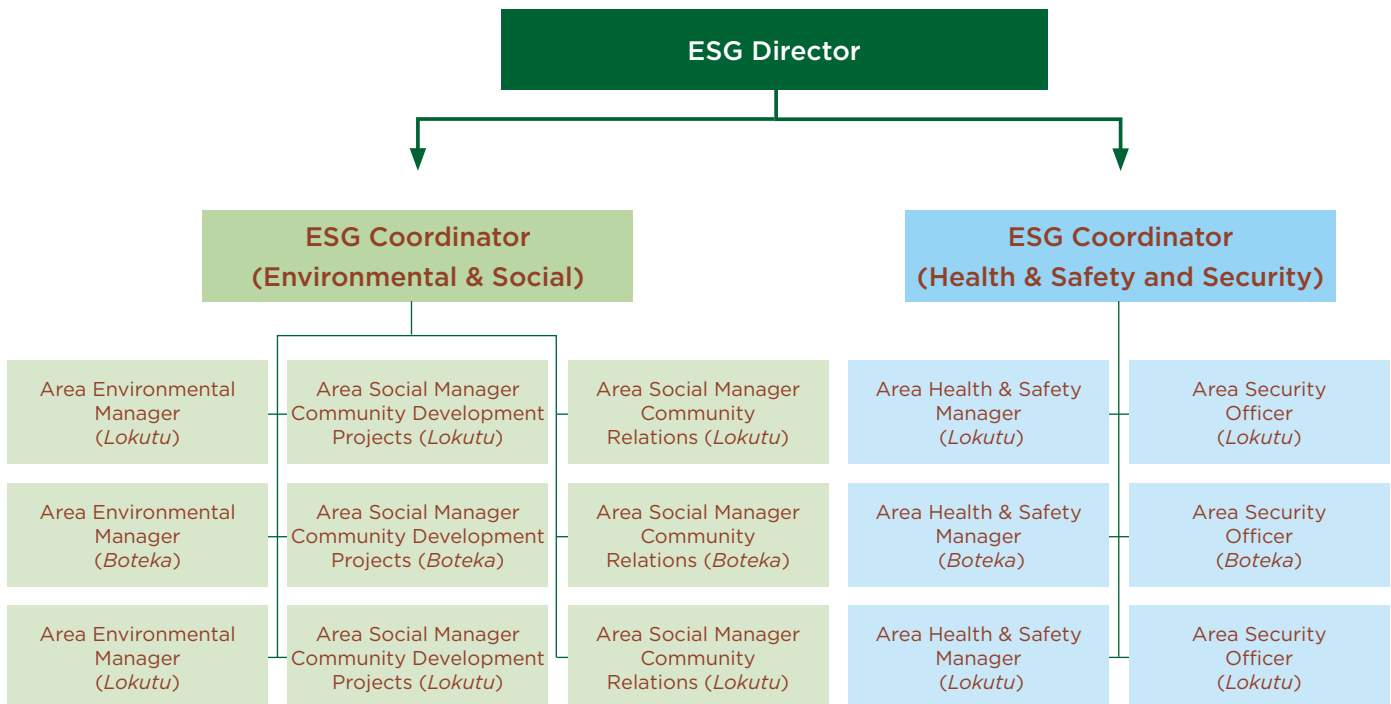 ESG Director
ESG Coordinator
(Environmental & Social)
ESG Coordinator
(Health & Safety and Security)
Area Environmental
Manager
(Lokutu)
Area Social Manager
Community Development
Projects (Lokutu)
Area Social Manager
Community
Relations (Lokutu)
Area Health & Safety
Manager
(Lokutu)
Area Security
Officer
(Lokutu)
Area Environmental
Manager
(Boteka)
Area Social Manager
Community Development
Projects (Boteka)
Area Social Manager
Community
Relations (Boteka)
Area Health & Safety
Manager
(Boteka)
Area Security
Officer
(Boteka)
Area Environmental
Manager
(Lokutu)
Area Social Manager
Community Development
Projects (Lokutu)
Area Social Manager
Community
Relations (Lokutu)
Area Health & Safety
Manager
(Lokutu)
Area Security
Officer
(Lokutu)